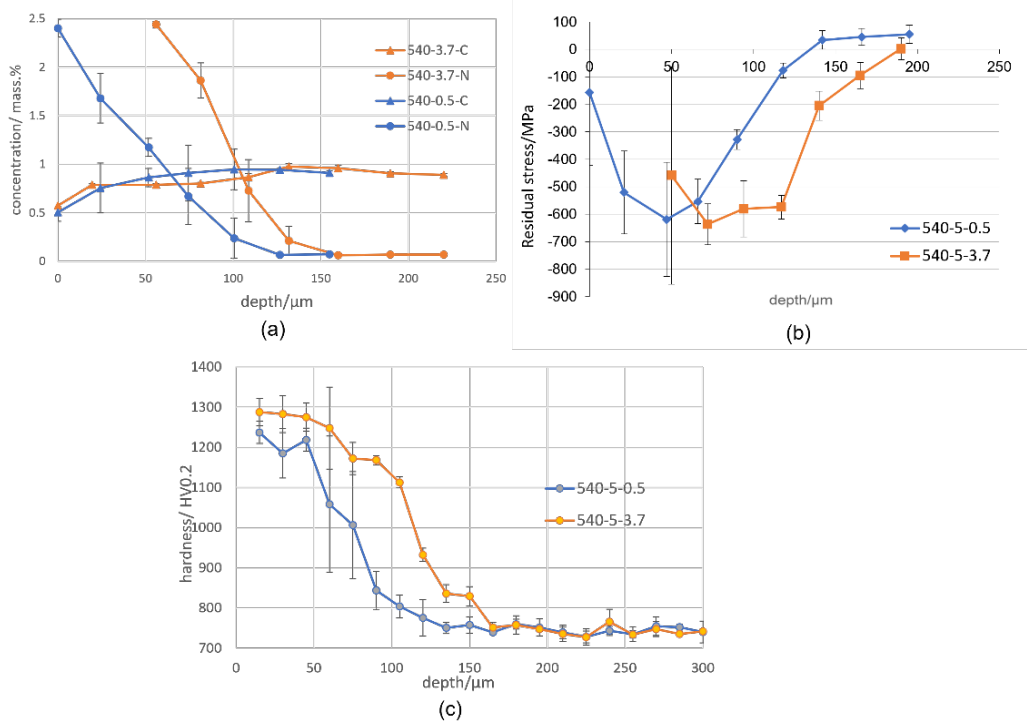 2.5
2
1.5
1
0.5
0
0 50 100 150 200 250
concentration/ mass.%
depth/µm
540-3.7-C
540-3.7-N
540-0.5-C
540-0.5-N
(a)
100
0
-100
-200
-300
-400
-500
-600
-700
-800
-900
0 50 100 150 200 250
Residual stress/MPa
540-5-0.5
540-5-3.7
depth/µm
(b)
1400
1300
1200
1100
1000
900
800
700
0 50 100 150 200 250 300
hardness/ HV0.2
540-5-0.5
540-5-3.7
depth/µm
(c)